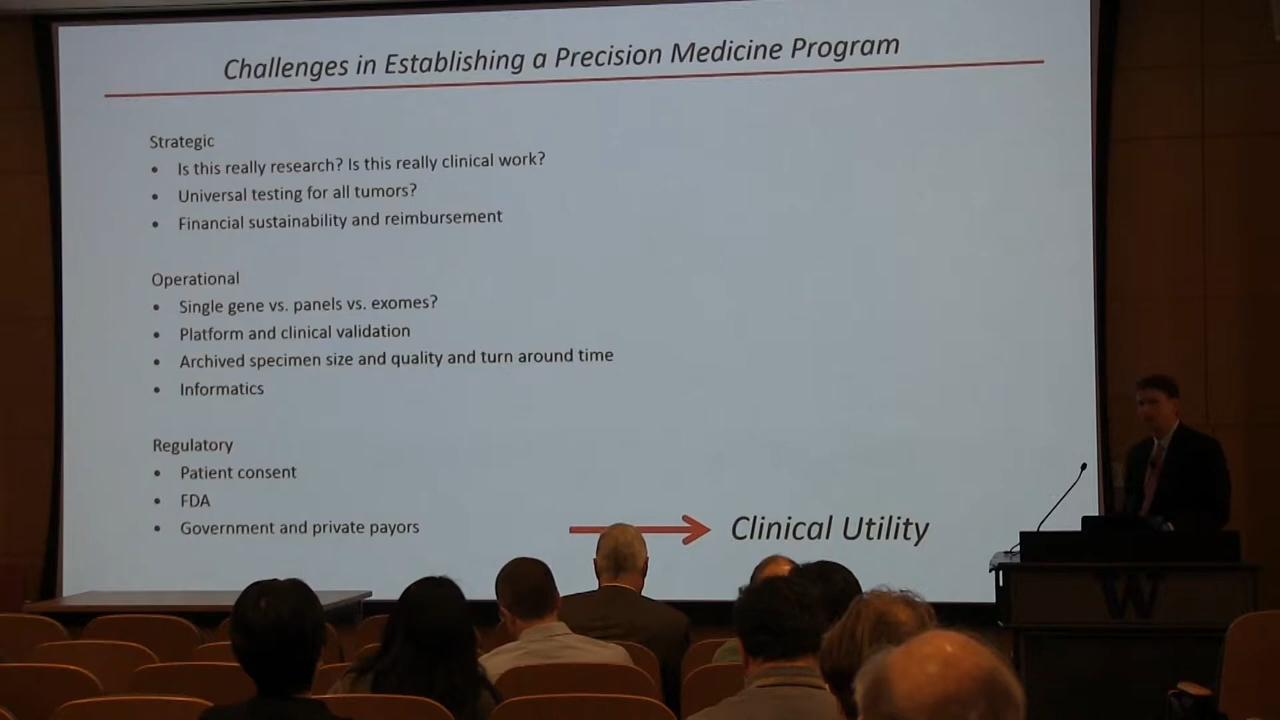 Challenges in Establishing a Precision Medicine Program
Strategic
• Is this really research? Is this really clinical work?
• Universal testing for all tumors?
• Financial sustainability and reimbursement
Operational
• Single gene vs. panels vs. exomes?
• Platform and clinical validation
• Archived specimen size and quality and turn around time
• Informatics
Regulatory
• Patient consent
• FDA
• Government and private payors
Clinical Utility
W